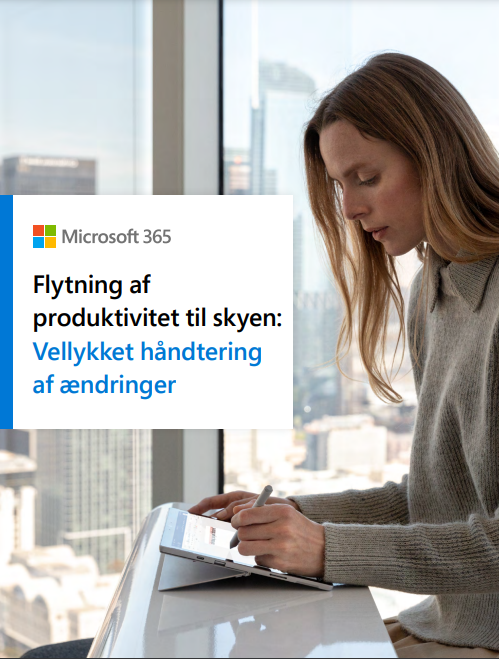 Microsoft 365
Flytning af
produktivitet til skyen:
Vellykket håndtering
af ændringer